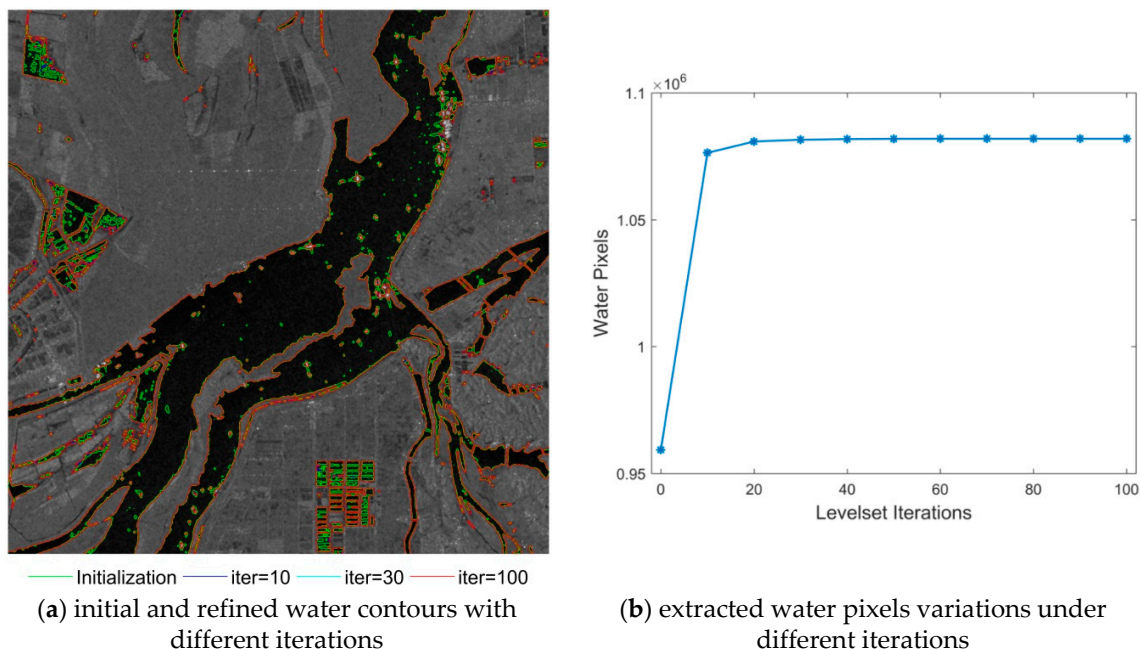 Initialization iter=10 iter=30 iter=100
(a) initial and refined water contours with
different iterations
×10^6
1.1
1.05
1
0.95
Water Pixels
0 20 40 60 80 100
Levelset Iterations
(b) extracted water pixels variations under
different iterations